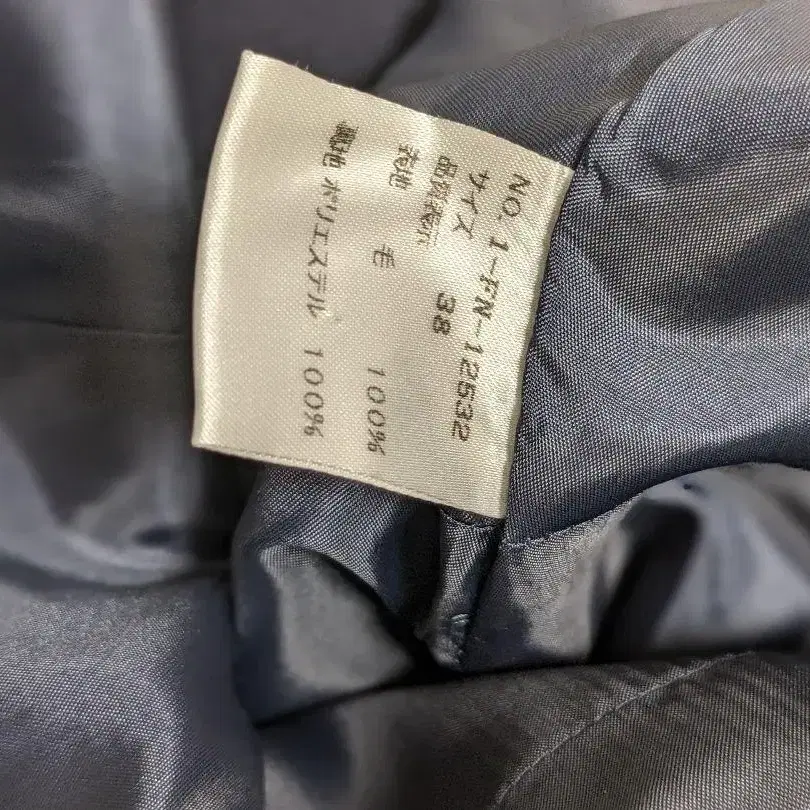 NO. 1-FN-12532
サイズ 38
品質表示
表地 毛 100%
裏地 ポリエステル 100%